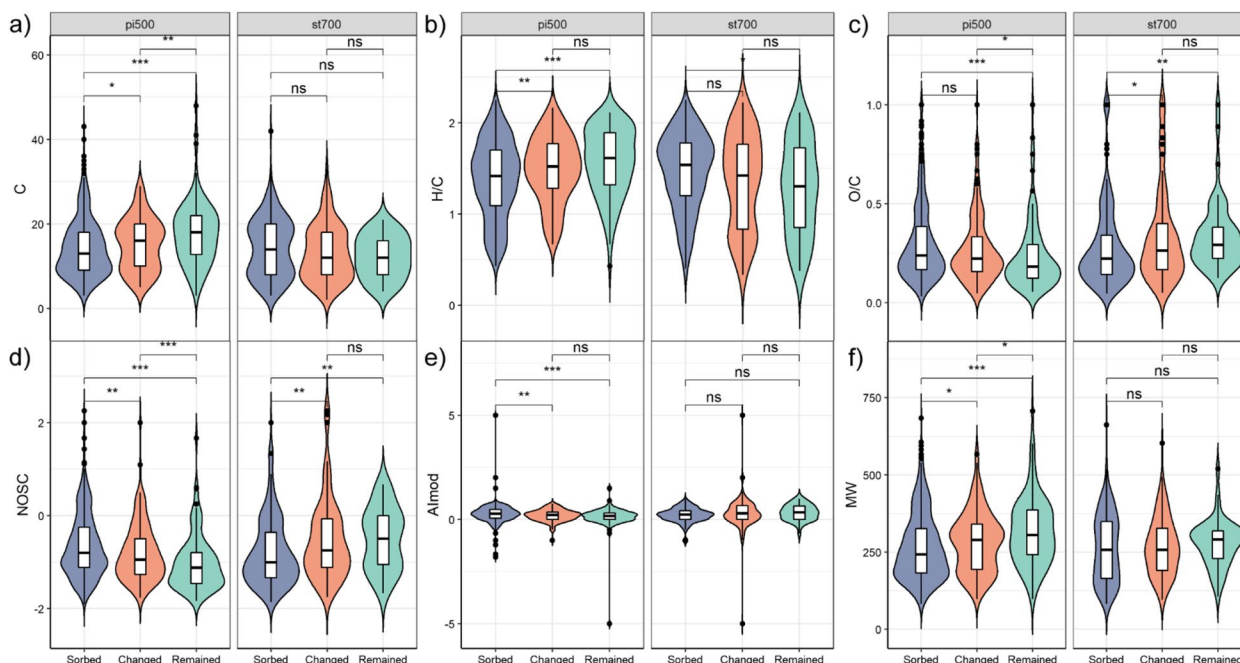 a) pi500 st700
b) pi500 st700
c) pi500 st700
C
60
40
20
0
ns
**
***
ns
*
ns
H/C
2
1
0
ns
ns
***
*
**
ns
O/C
1.0
0.5
0.0
*
ns
***
**
ns
*
d)
NOSC
2
-0
-2
***
ns
***
**
**
**
Sorbed Changed Remained Sorbed Changed Remained
e)
AImod
5
0
-5
ns
ns
***
ns
**
ns
Sorbed Changed Remained Sorbed Changed Remained
f)
MW
750
500
250
0
*
ns
***
ns
*
ns
Sorbed Changed Remained Sorbed Changed Remained